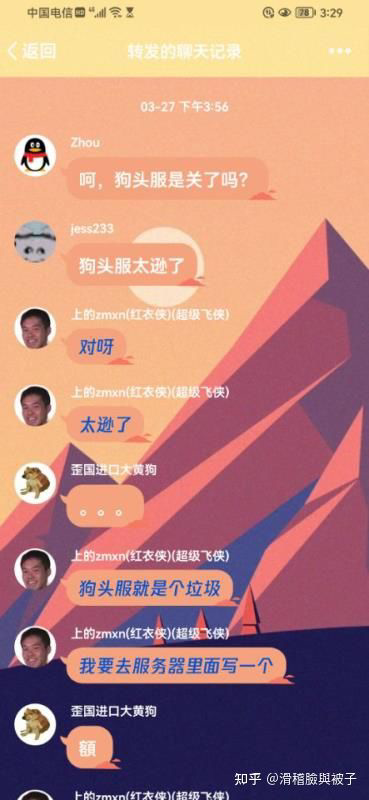 中国电信 HD 4G 78 3:29
返回 转发的聊天记录
03-27 下午3:56
Zhou
呵，狗头服是关了吗？
jess233
狗头服太逊了
上的zmxn(红衣侠)(超级飞侠)
对呀
上的zmxn(红衣侠)(超级飞侠)
太逊了
歪国进口大黄狗
。。。
上的zmxn(红衣侠)(超级飞侠)
狗头服就是个垃圾
上的zmxn(红衣侠)(超级飞侠)
我要去服务器里面写一个
歪国进口大黄狗
額
知乎 @滑稽臉與被子
上的zmxn(红衣侠)(超级飞侠)